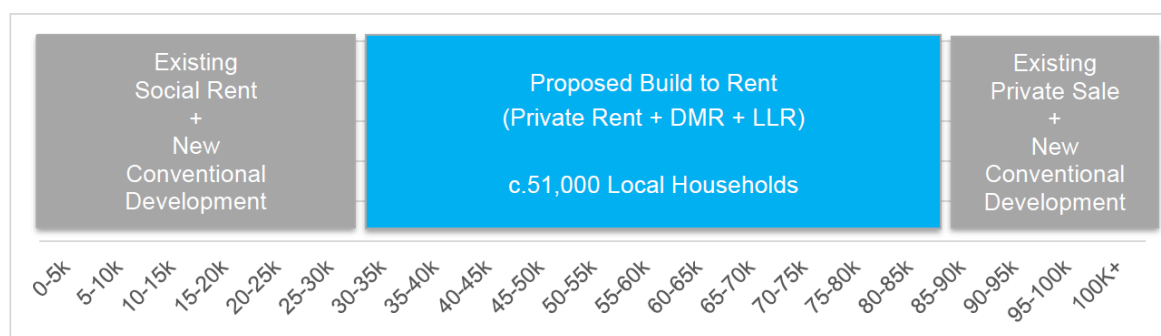 Existing
Social Rent
+
New
Conventional
Development
Proposed Build to Rent
(Private Rent + DMR + LLR)
c.51,000 Local Households
Existing
Private Sale
+
New
Conventional
Development
0-5k
5-10k
10-15k
15-20k
20-25k
25-30k
30-35k
35-40k
40-45k
45-50k
50-55k
55-60k
60-65k
65-70k
70-75k
75-80k
80-85k
85-90k
90-95k
95-100k
100K+